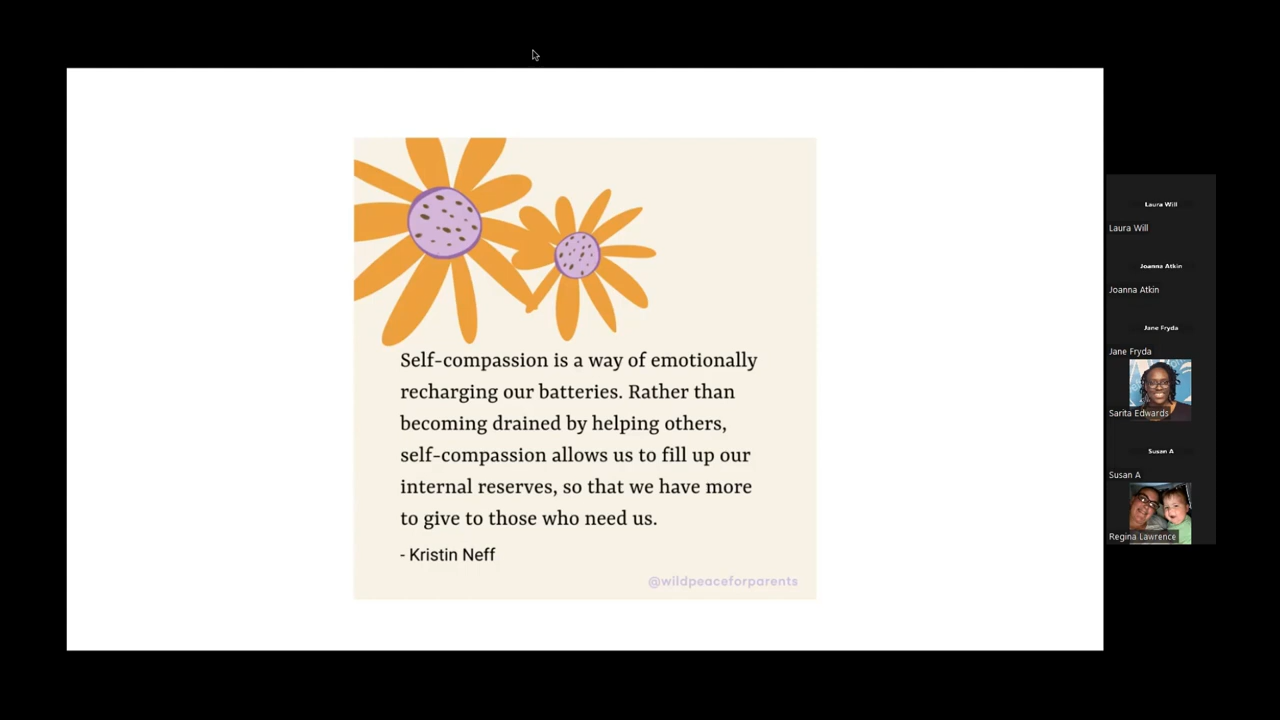 Self-compassion is a way of emotionally
recharging our batteries. Rather than
becoming drained by helping others,
self-compassion allows us to fill up our
internal reserves, so that we have more
to give to those who need us.
- Kristin Neff
@wildpeaceforparents
Laura Will
Laura Will
Joanna Atkin
Joanna Atkin
Jane Fryda
Jane Fryda
Sarita Edwards
Susan A
Susan A
Regina Lawrence